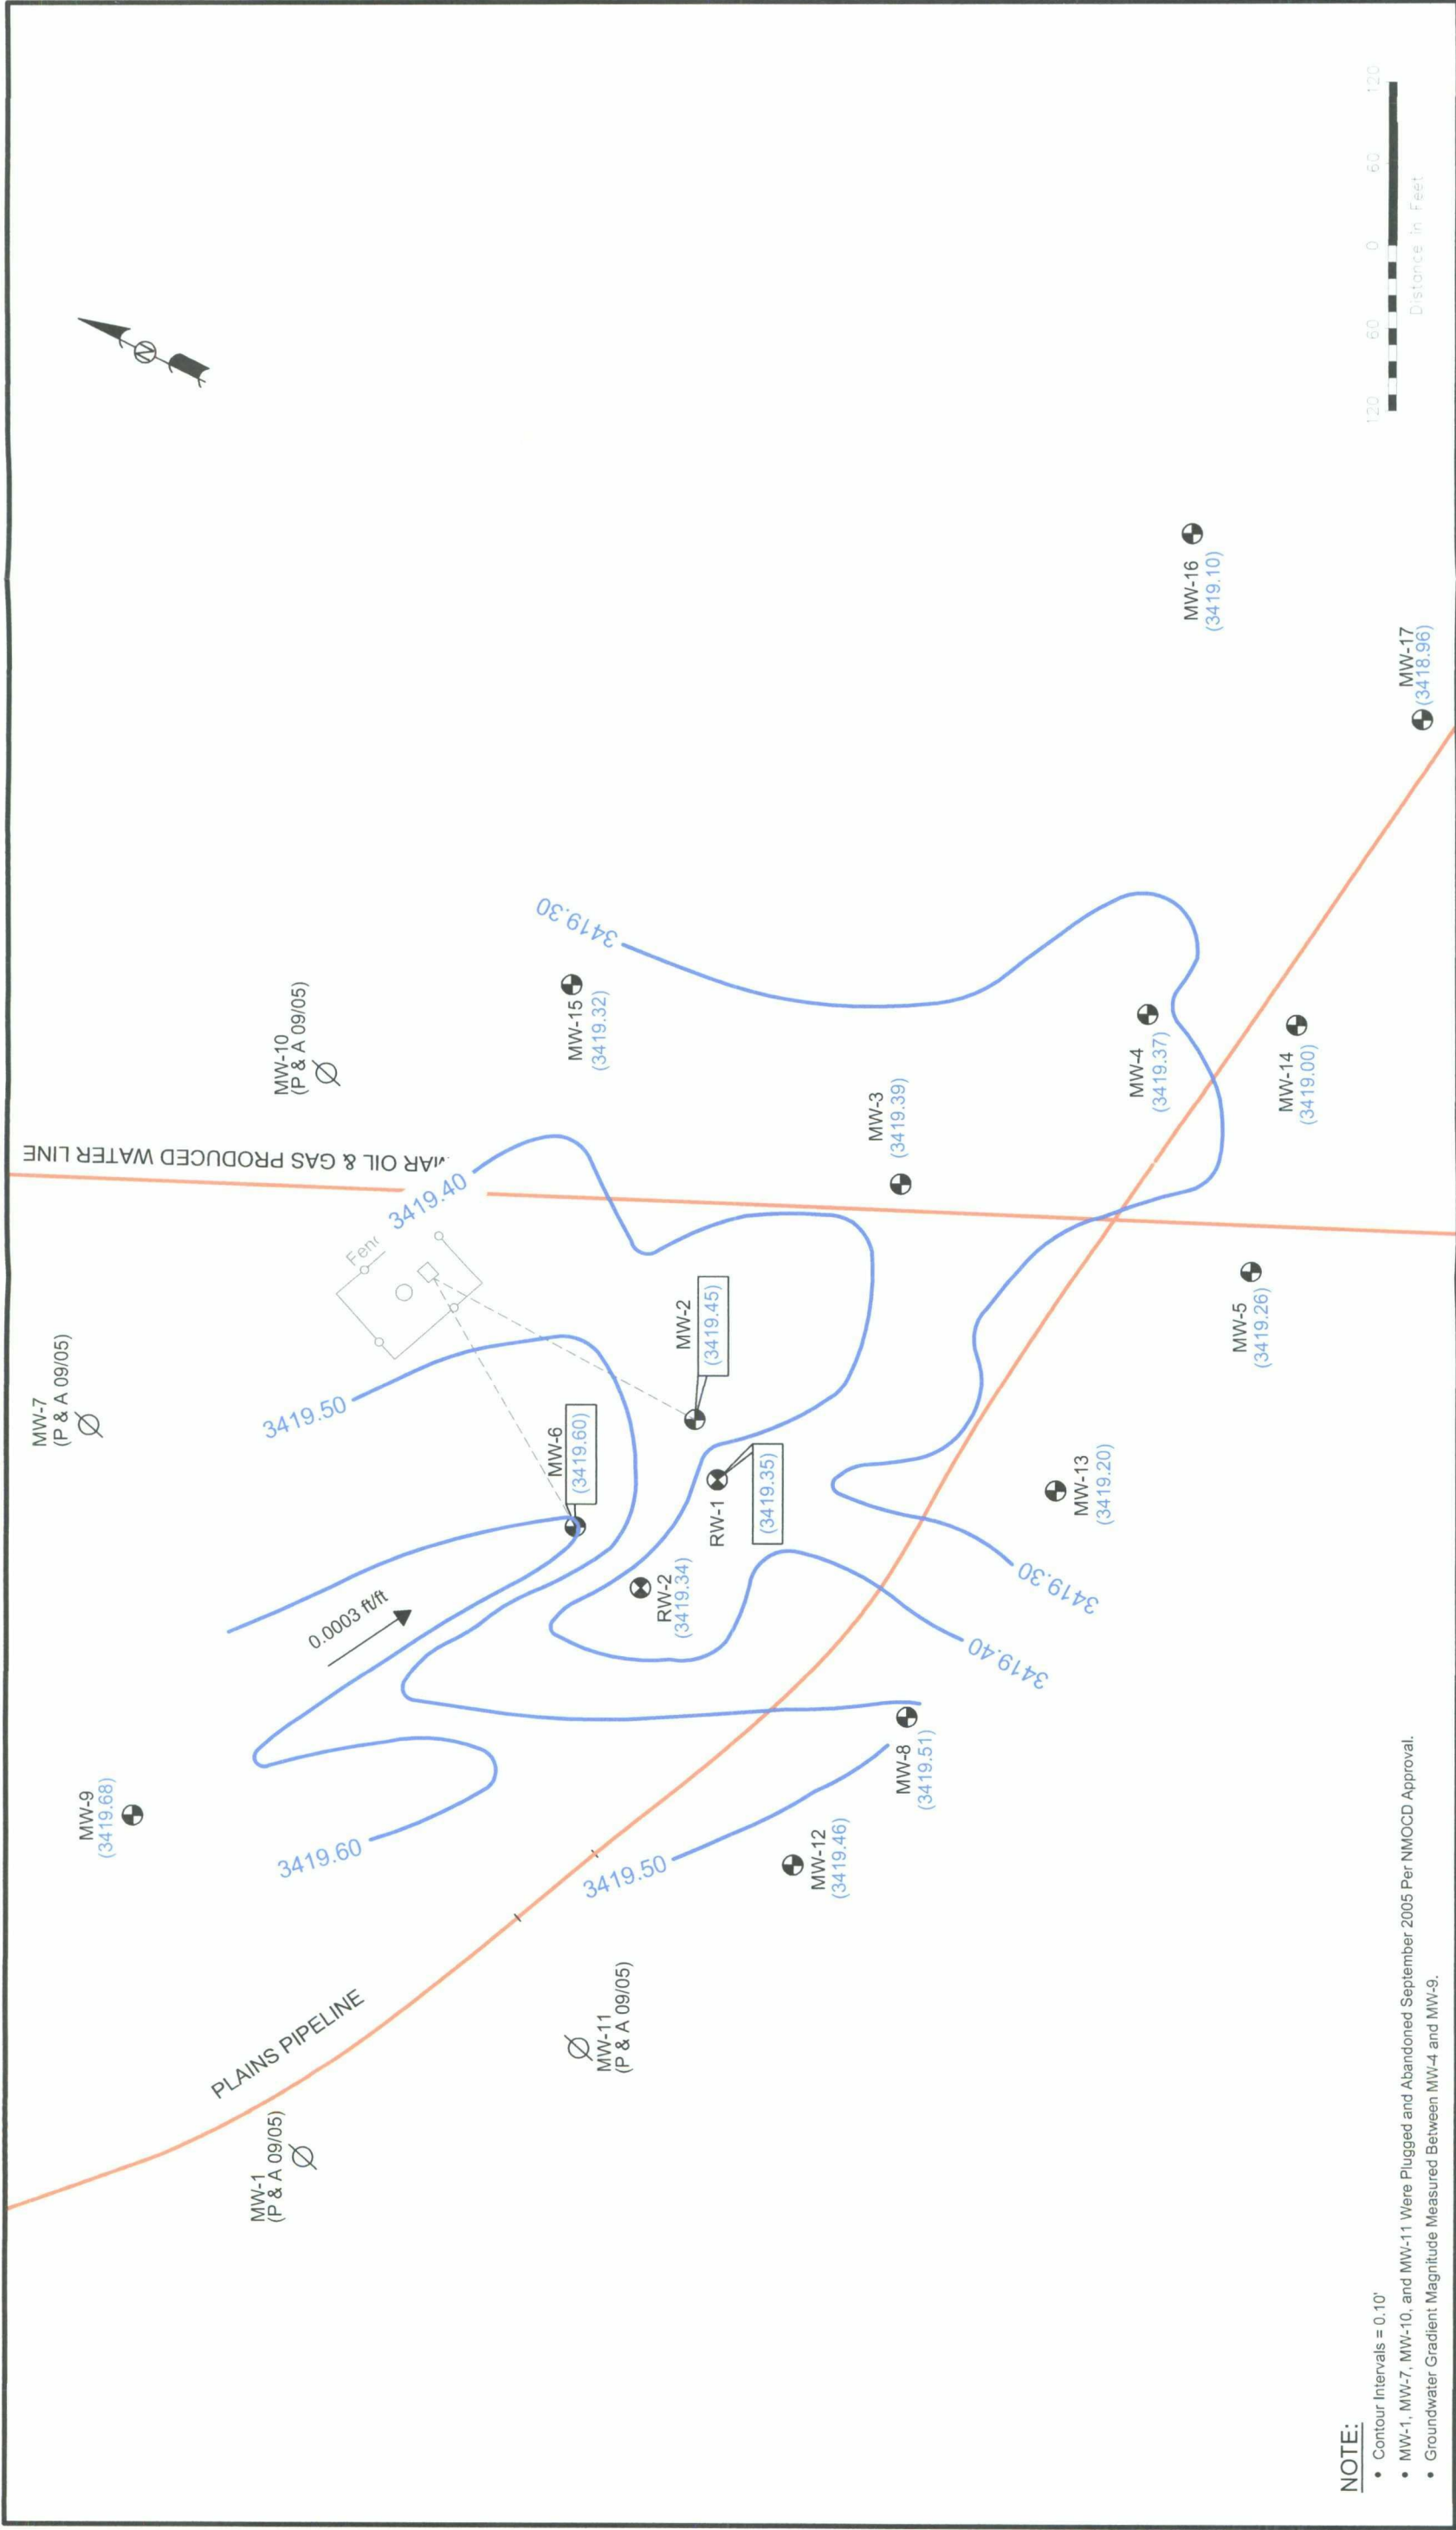 MW-9
(3419.68)
MW-7
(P & A 09/05)
MW-10
(P & A 09/05)
N
MAR OIL & GAS PRODUCED WATER LINE
PLAINS PIPELINE
MW-1
(P & A 09/05)
MW-11
(P & A 09/05)
3419.60
3419.50
3419.50
3419.40
3419.30
0.0003 ft/ft
Fenc
MW-6
(3419.60)
MW-2
(3419.45)
RW-1
(3419.35)
RW-2
(3419.34)
MW-15
(3419.32)
MW-3
(3419.39)
MW-12
(3419.46)
MW-8
(3419.51)
3419.40
3419.30
MW-13
(3419.20)
MW-5
(3419.26)
MW-4
(3419.37)
MW-14
(3419.00)
MW-16
(3419.10)
MW-17
(3418.96)
120 60 0 60 120
Distance in Feet
NOTE:
• Contour Intervals = 0.10'
• MW-1, MW-7, MW-10, and MW-11 Were Plugged and Abandoned September 2005 Per NMOCD Approval.
• Groundwater Gradient Magnitude Measured Between MW-4 and MW-9.